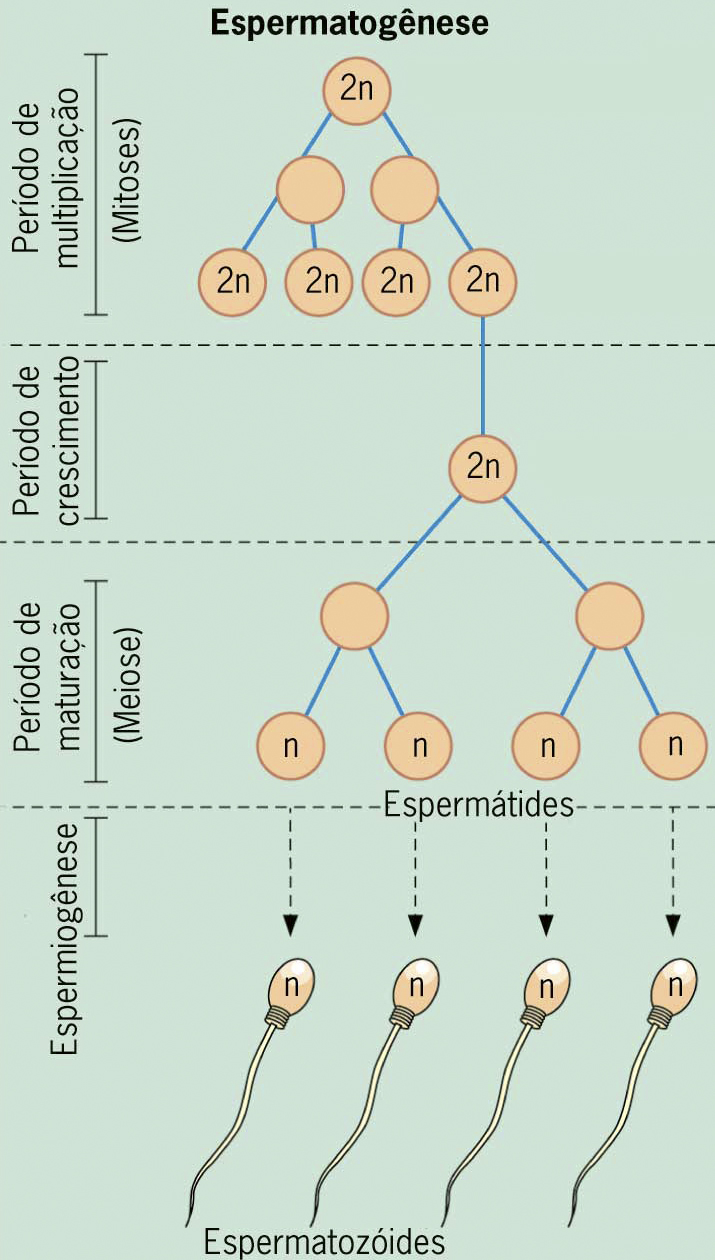 Espermatogênese
Período de
multiplicação
(Mitoses)
2n
2n
2n
2n
2n
Período de
crescimento
2n
Período de
maturação
(Meiose)
n
n
n
n
Espermátides
Espermiogênese
n
n
n
n
Espermatozóides